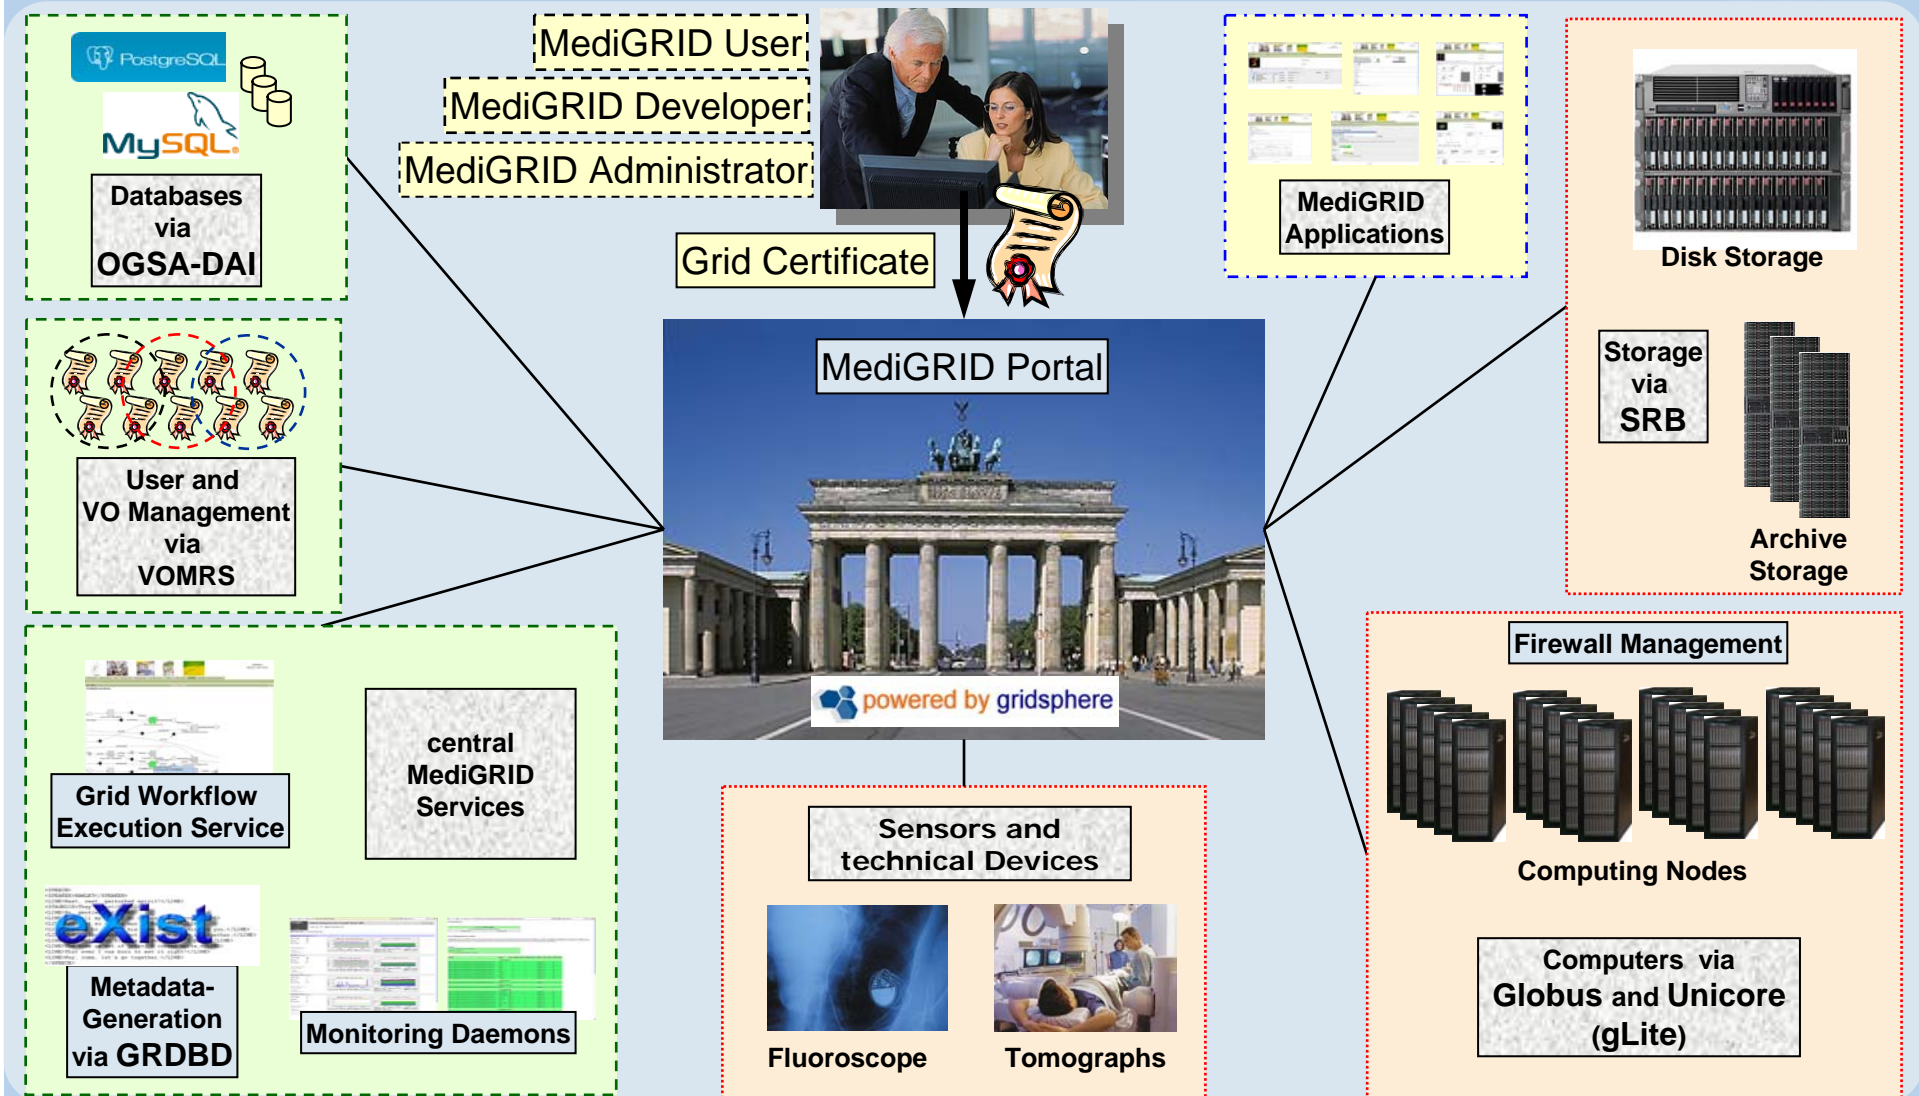 PostgreSQL
MySQL
Databases
via
OGSA-DAI
MediGRID User
MediGRID Developer
MediGRID Administrator
Grid Certificate
MediGRID
Applications
Disk Storage
Storage
via
SRB
Archive
Storage
User and
VO Management
via
VOMRS
MediGRID Portal
powered by gridsphere
Grid Workflow
Execution Service
central
MediGRID
Services
eXist
Metadata-
Generation
via GRDBD
Monitoring Daemons
Sensors and
technical Devices
Fluoroscope
Tomographs
Firewall Management
Computing Nodes
Computers via
Globus and Unicore
(gLite)